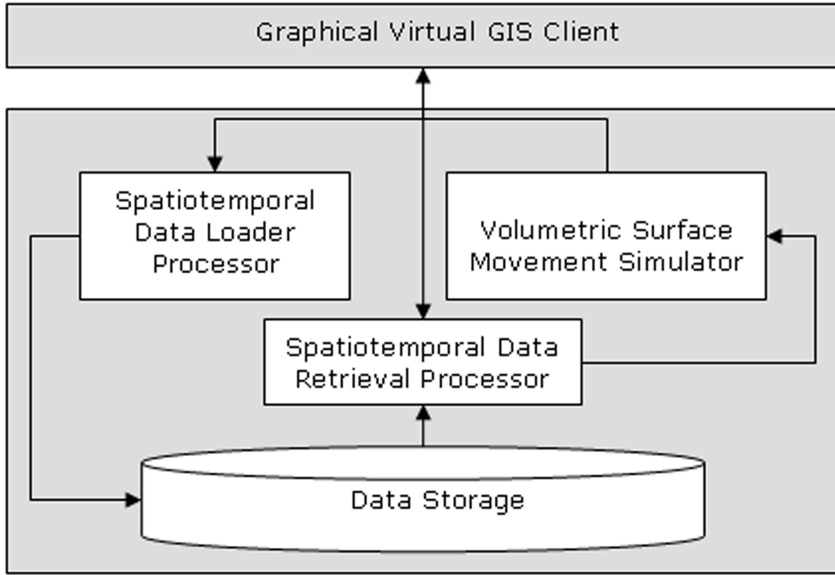 Graphical Virtual GIS Client
Spatiotemporal
Data Loader
Processor
Volumetric Surface
Movement Simulator
Spatiotemporal Data
Retrieval Processor
Data Storage